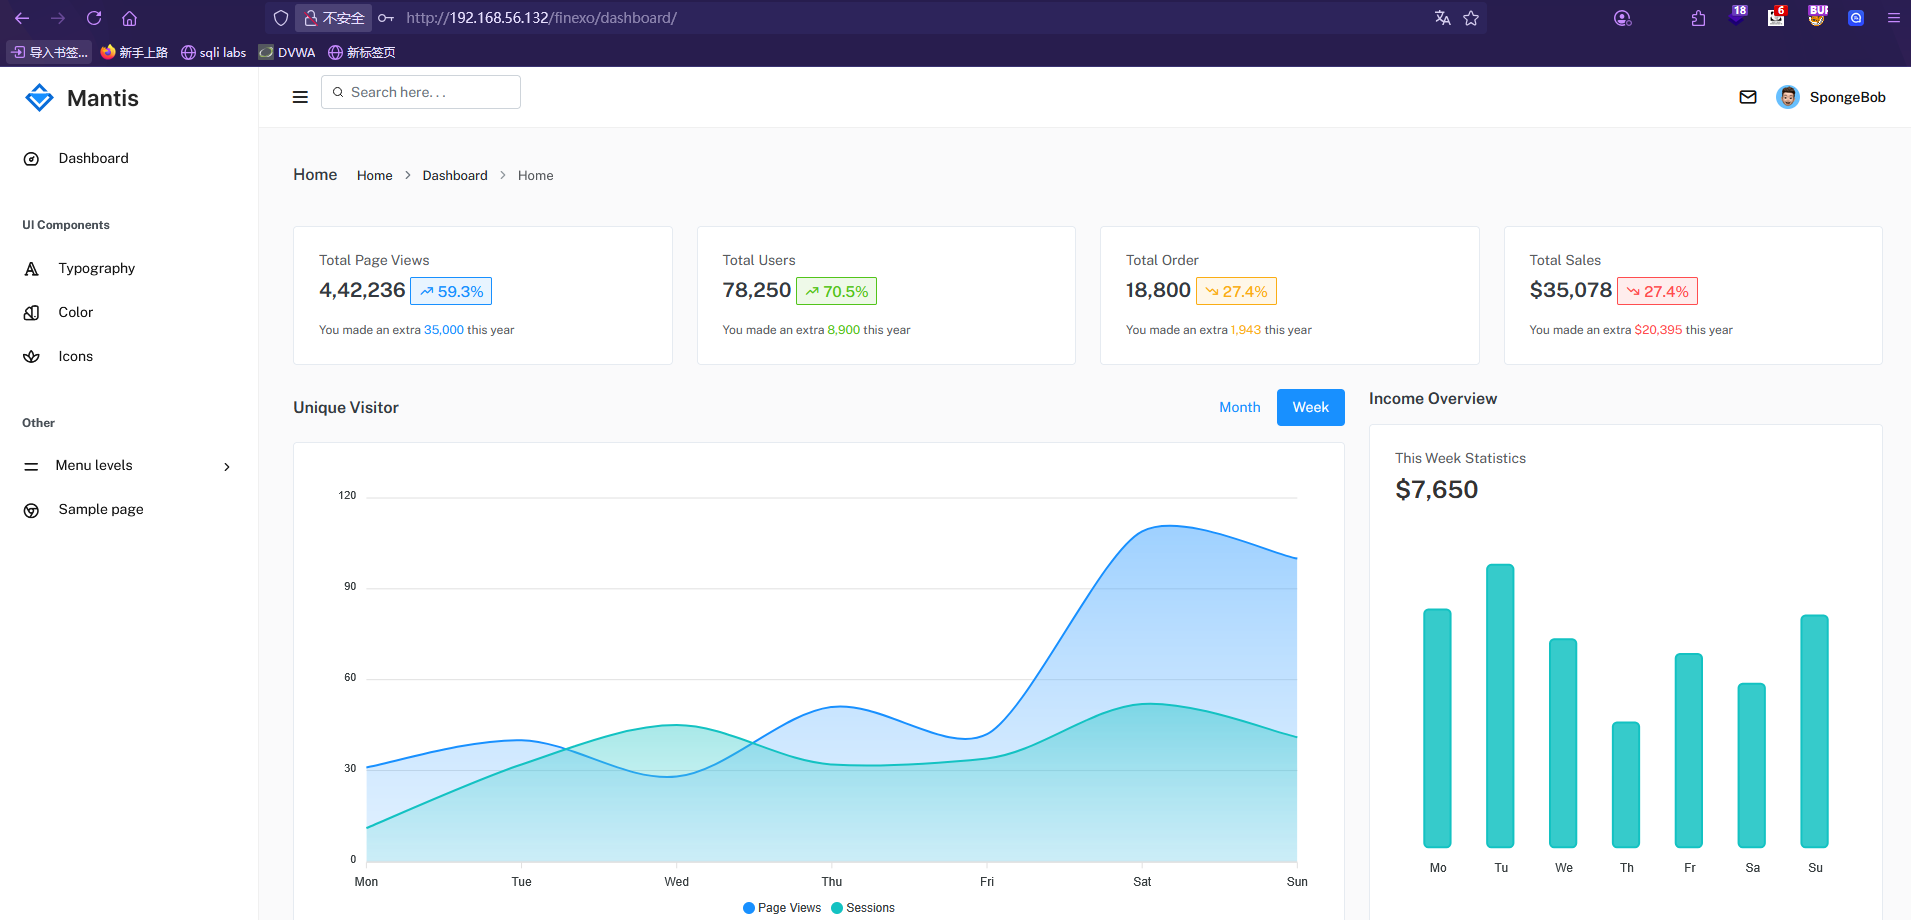 不安全 http://192.168.56.132/finexo/dashboard/ 18 6 BUR
导入书签... 新手上路 sqli labs DVWA 新标签页
Mantis
Search here. . .
SpongeBob
Dashboard
UI Components
Typography
Color
Icons
Other
Menu levels
Sample page
Home Home > Dashboard > Home
Total Page Views
4,42,236 59.3%
You made an extra 35,000 this year
Total Users
78,250 70.5%
You made an extra 8,900 this year
Total Order
18,800 27.4%
You made an extra 1,943 this year
Total Sales
$35,078 27.4%
You made an extra $20,395 this year
Unique Visitor
Month Week
120
90
60
30
0
Mon Tue Wed Thu Fri Sat Sun
Page Views Sessions
Income Overview
This Week Statistics
$7,650
Mo Tu We Th Fr Sa Su